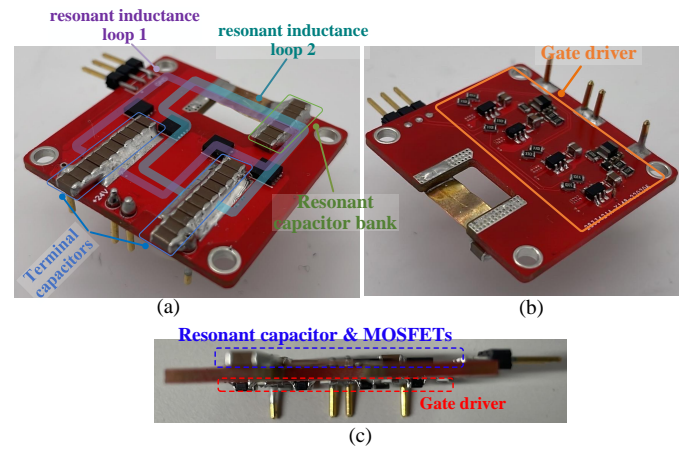 resonant inductance
loop 1
resonant inductance
loop 2
Gate driver
+24V
Resonant
capacitor bank
Terminal
capacitors
(a)
(b)
Resonant capacitor & MOSFETs
Gate driver
(c)